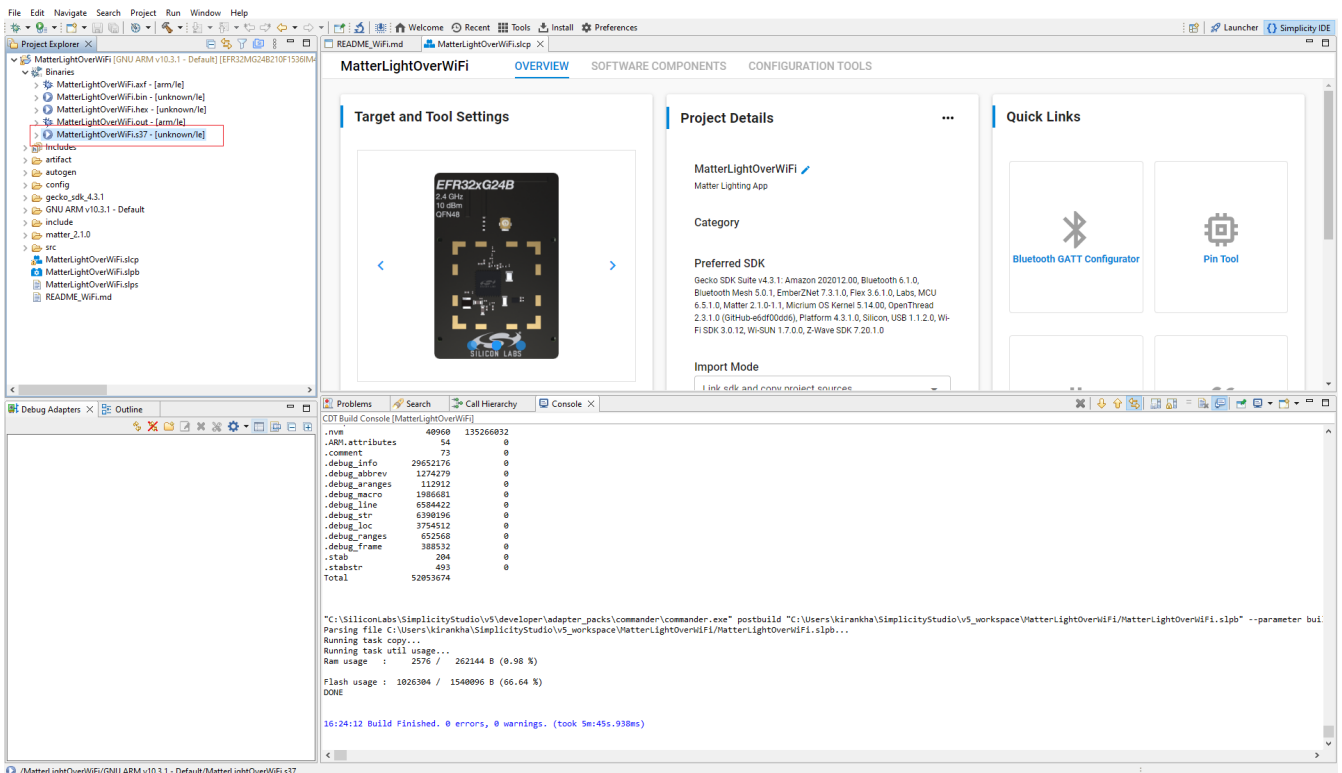 File Edit Navigate Search Project Run Window Help
Welcome Recent Tools Install Preferences
Launcher Simplicity IDE
Project Explorer
README_WiFi.md MatterLightOverWiFi.slcp
MatterLightOverWiFi [GNU ARM v10.3.1 - Default] [EFR32MG24B210F1536IM4
Binaries
MatterLightOverWiFi.axf - [arm/le]
MatterLightOverWiFi.bin - [unknown/le]
MatterLightOverWiFi.hex - [unknown/le]
MatterLightOverWiFi.out - [arm/le]
MatterLightOverWiFi.s37 - [unknown/le]
Includes
artifact
autogen
config
gecko_sdk_4.3.1
GNU ARM v10.3.1 - Default
include
matter_2.1.0
src
MatterLightOverWiFi.slcp
MatterLightOverWiFi.slpb
MatterLightOverWiFi.slps
README_WiFi.md
MatterLightOverWiFi OVERVIEW SOFTWARE COMPONENTS CONFIGURATION TOOLS
Target and Tool Settings
EFR32xG24B
2.4 GHz
10 dBm
QFN48
SILICON LABS
Project Details
MatterLightOverWiFi
Matter Lighting App
Category
Preferred SDK
Gecko SDK Suite v4.3.1: Amazon 202012.00, Bluetooth 6.1.0,
Bluetooth Mesh 5.0.1, EmberZNet 7.3.1.0, Flex 3.6.1.0, Labs, MCU
6.5.1.0, Matter 2.1.0-1.1, Micrium OS Kernel 5.14.00, OpenThread
2.3.1.0 (GitHub-e6df00dd6), Platform 4.3.1.0, Silicon, USB 1.1.2.0, Wi-
Fi SDK 3.0.12, Wi-SUN 1.7.0.0, Z-Wave SDK 7.20.1.0
Import Mode
Link sdk and copy project sources
Quick Links
Bluetooth GATT Configurator
Pin Tool
Debug Adapters Outline
Problems Search Call Hierarchy Console
CDT Build Console [MatterLightOverWiFi]
.nvm 40960 135266032
.ARM.attributes 54 0
.comment 73 0
.debug_info 29652176 0
.debug_abbrev 1274279 0
.debug_aranges 112912 0
.debug_macro 1986681 0
.debug_line 6584422 0
.debug_str 6390196 0
.debug_loc 3754512 0
.debug_ranges 652568 0
.debug_frame 388532 0
.stab 204 0
.stabstr 493 0
Total 52053674
"C:\SiliconLabs\SimplicityStudio\v5\developer\adapter_packs\commander\commander.exe" postbuild "C:\Users\kirankha\SimplicityStudio\v5_workspace\MatterLightOverWiFi/MatterLightOverWiFi.slpb" --parameter bui
Parsing file C:\Users\kirankha\SimplicityStudio\v5_workspace\MatterLightOverWiFi/MatterLightOverWiFi.slpb...
Running task copy...
Running task util usage...
Ram usage : 2576 / 262144 B (0.98 %)
Flash usage : 1026304 / 1540096 B (66.64 %)
DONE
16:24:12 Build Finished. 0 errors, 0 warnings. (took 5m:45s.938ms)
/MatterLightOverWiFi/GNU ARM v10.3.1 - Default/MatterLightOverWiFi.s37